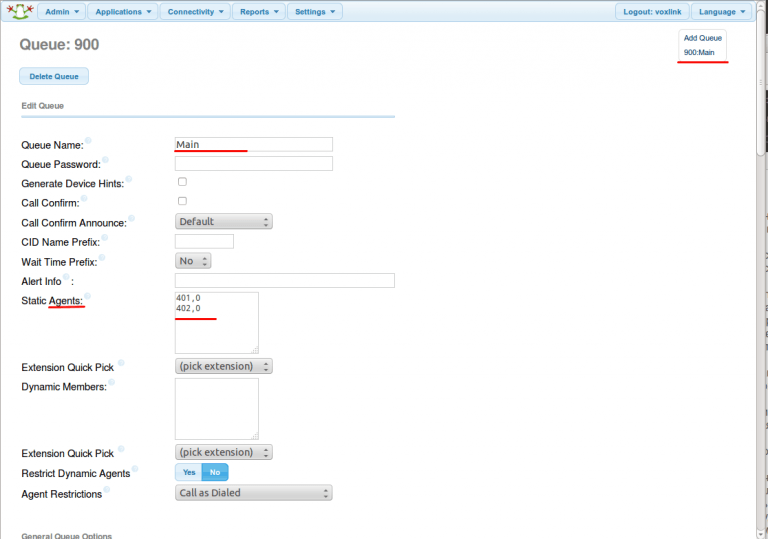 Admin Applications Connectivity Reports Settings Logout: voxlink Language
Queue: 900
Add Queue
900:Main
Delete Queue
Edit Queue
Queue Name: Main
Queue Password:
Generate Device Hints:
Call Confirm:
Call Confirm Announce: Default
CID Name Prefix:
Wait Time Prefix: No
Alert Info :
Static Agents: 401,0
402,0
Extension Quick Pick (pick extension)
Dynamic Members:
Extension Quick Pick (pick extension)
Restrict Dynamic Agents Yes No
Agent Restrictions Call as Dialed
General Queue Options